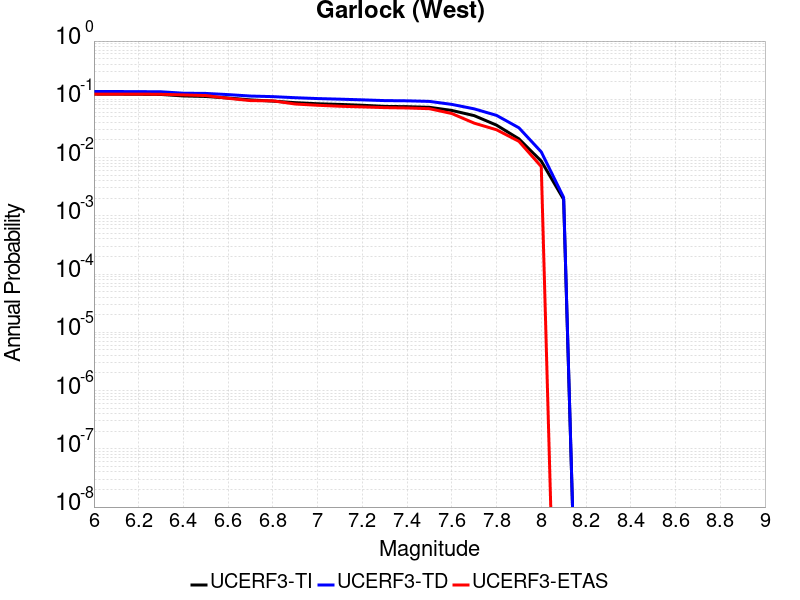 Garlock (West)
10^0
10^-1
10^-2
10^-3
10^-4
10^-5
10^-6
10^-7
10^-8
Annual Probability
6 6.2 6.4 6.6 6.8 7 7.2 7.4 7.6 7.8 8 8.2 8.4 8.6 8.8 9
Magnitude
UCERF3-TI UCERF3-TD UCERF3-ETAS